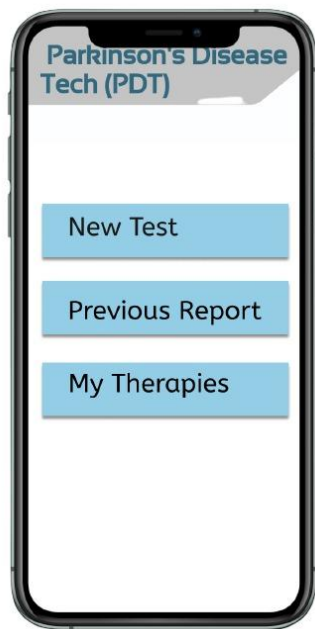 Parkinson's Disease
Tech (PDT)
New Test
Previous Report
My Therapies